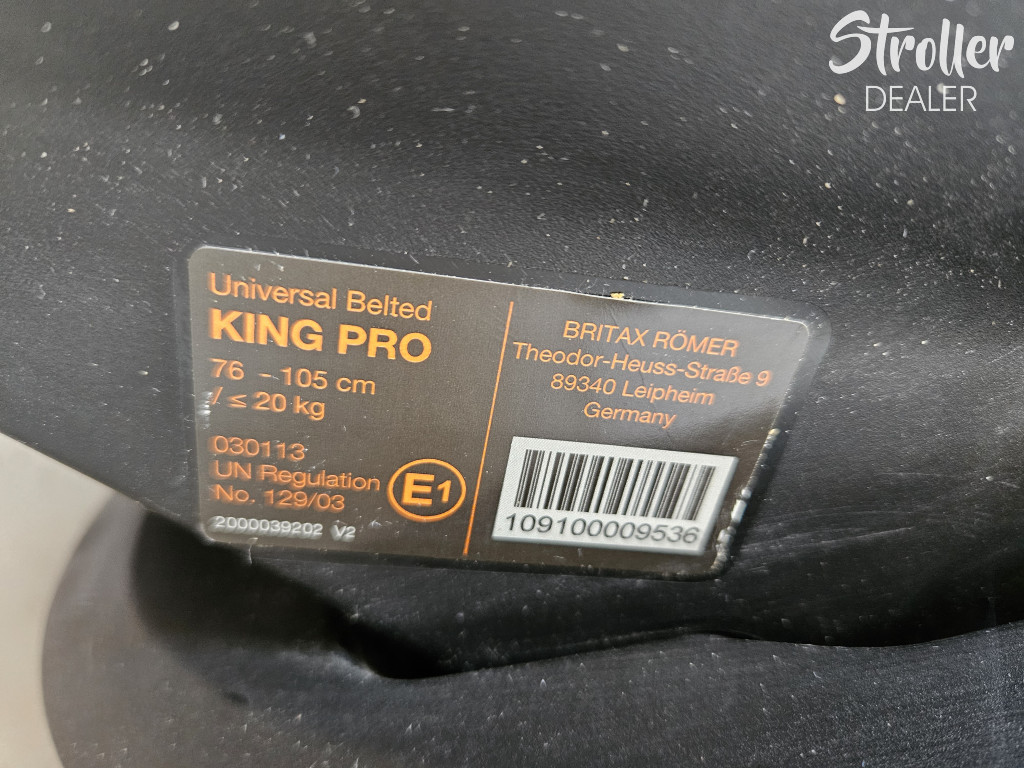 Stroller
DEALER
Universal Belted
KING PRO
76 - 105 cm
/ ≤ 20 kg
030113
UN Regulation
No. 129/03
E1
2000039202 V2
BRITAX RÖMER
Theodor-Heuss-Straße 9
89340 Leipheim
Germany
109100009536